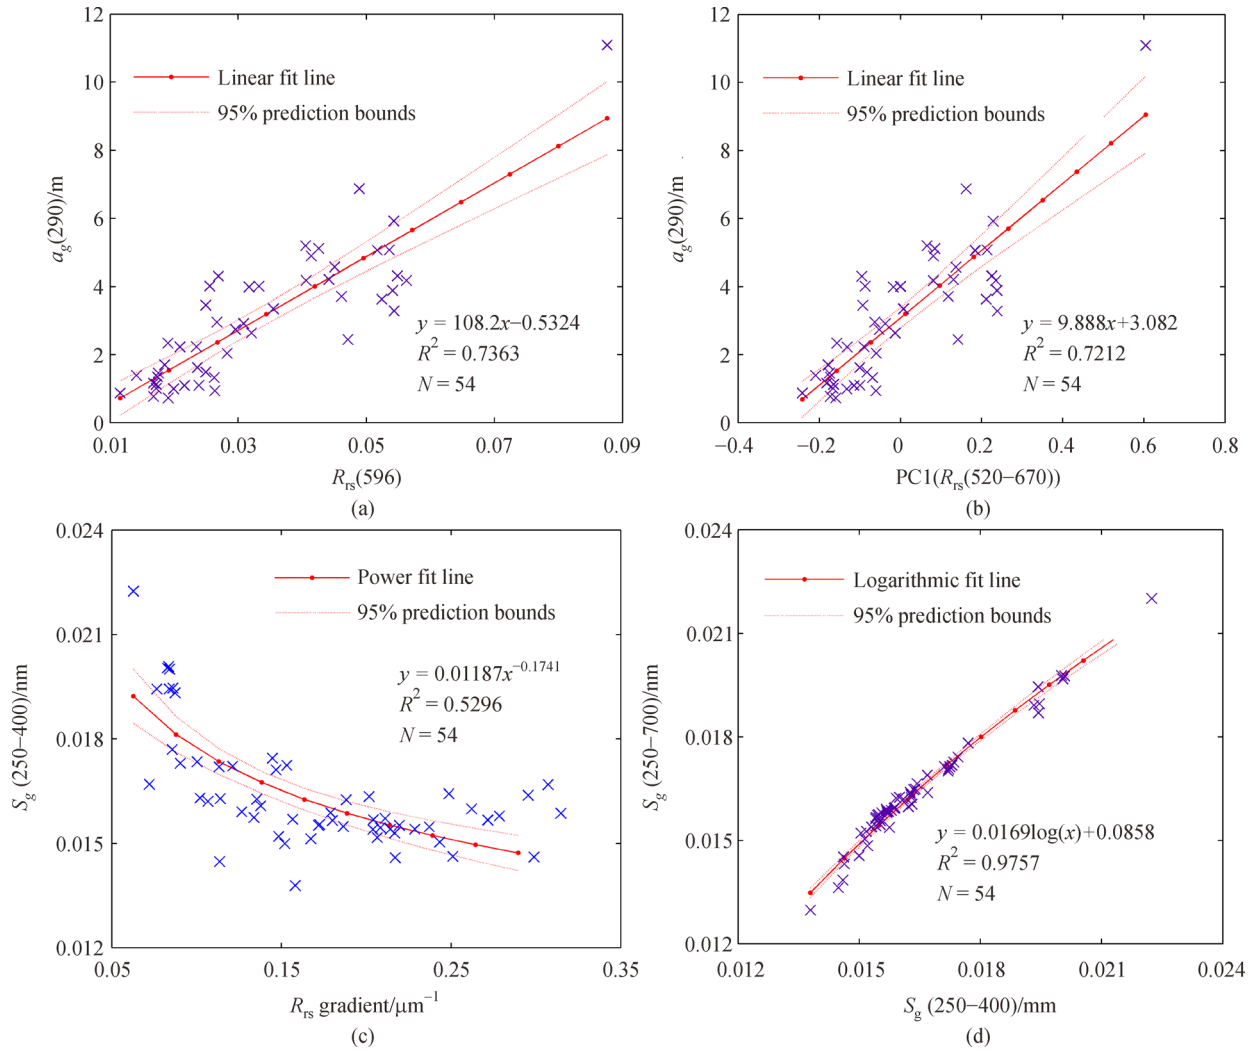 12
10
8
6
4
2
0
a_g(290)/m
Linear fit line
95% prediction bounds
y = 108.2x−0.5324
R² = 0.7363
N = 54
0.01 0.03 0.05 0.07 0.09
R_rs(596)
(a)
12
10
8
6
4
2
0
a_g(290)/m
Linear fit line
95% prediction bounds
y = 9.888x+3.082
R² = 0.7212
N = 54
−0.4 −0.2 0 0.2 0.4 0.6 0.8
PC1(R_rs(520−670))
(b)
0.024
0.021
0.018
0.015
0.012
S_g (250−400)/nm
Power fit line
95% prediction bounds
y = 0.01187x^−0.1741
R² = 0.5296
N = 54
0.05 0.15 0.25 0.35
R_rs gradient/μm⁻¹
(c)
0.024
0.021
0.018
0.015
0.012
S_g (250−700)/nm
Logarithmic fit line
95% prediction bounds
y = 0.0169log(x)+0.0858
R² = 0.9757
N = 54
0.012 0.015 0.018 0.021 0.024
S_g (250−400)/mm
(d)